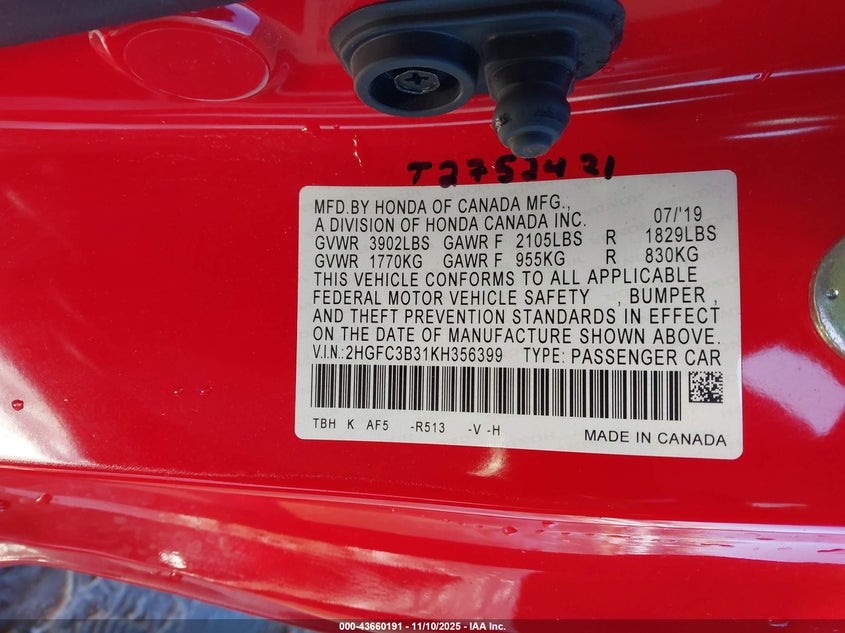 T2752421
MFD.BY HONDA OF CANADA MFG., 07/'19
A DIVISION OF HONDA CANADA INC.
GVWR 3902LBS GAWR F 2105LBS R 1829LBS
GVWR 1770KG GAWR F 955KG R 830KG
THIS VEHICLE CONFORMS TO ALL APPLICABLE
FEDERAL MOTOR VEHICLE SAFETY , BUMPER ,
AND THEFT PREVENTION STANDARDS IN EFFECT
ON THE DATE OF MANUFACTURE SHOWN ABOVE.
V.I.N.:2HGFC3B31KH356399 TYPE: PASSENGER CAR
TBH K AF5 -R513 -V -H
MADE IN CANADA
000-43660191 - 11/10/2025 - IAA Inc.